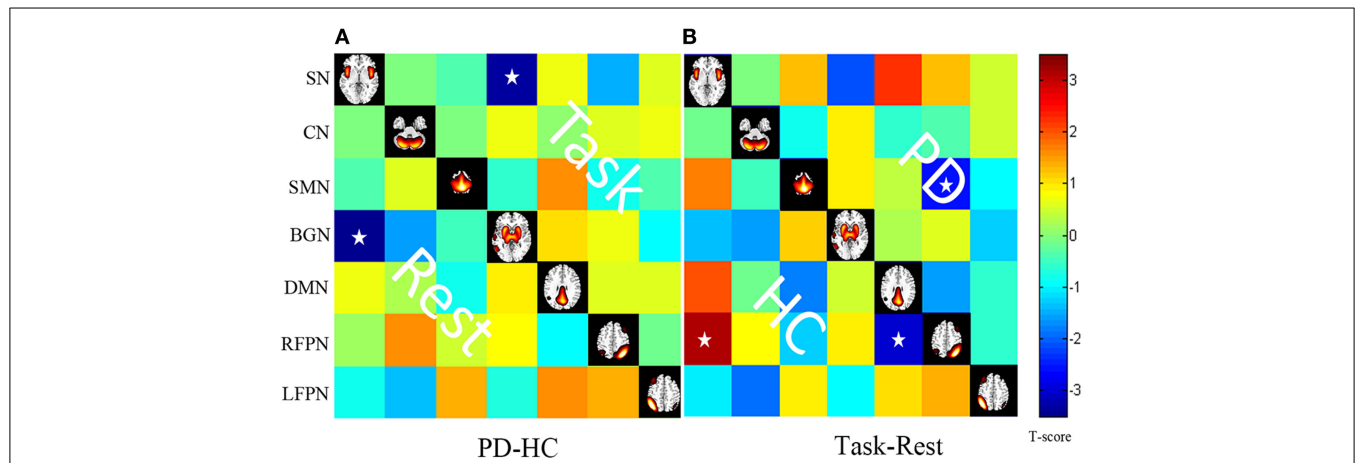 A
B
SN
CN
SMN
BGN
DMN
RFPN
LFPN
Task
Rest
PD
HC
3
2
1
0
-1
-2
-3
T-score
PD-HC
Task-Rest